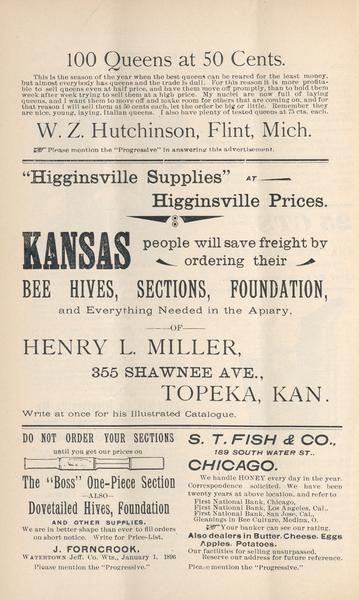 100 Queens at 50 Cents.
This is the season of the year when the best queens can be reared for the least money,
but almost everybody has queens and the trade is dull. For this reason it is more profita-
ble to sell queens even at half price, and have them move off promptly, than to hold them
week after week trying to sell them at a high price. My nuclei are now full of laying
queens, and I want them to move off and make room for others that are coming on, and for
that reason I will sell them at 50 cents each, let the order be big or little. Remember they
are nice, young, laying, Italian queens. I also have plenty of tested queens at 75 cts. each.
W. Z. Hutchinson, Flint, Mich.
☞ Please mention the "Progressive" in answering this advertisement.
"Higginsville Supplies" AT
Higginsville Prices.
KANSAS people will save freight by
ordering their
BEE HIVES, SECTIONS, FOUNDATION,
and Everything Needed in the Apiary,
—OF—
HENRY L. MILLER,
355 SHAWNEE AVE.,
TOPEKA, KAN.
Write at once for his Illustrated Catalogue.
DO NOT ORDER YOUR SECTIONS
until you get our prices on
The "Boss" One-Piece Section
—ALSO—
Dovetailed Hives, Foundation
AND OTHER SUPPLIES.
We are in better shape than ever to fill orders
on short notice. Write for Price-List.
J. FORNCROOK,
WATERTOWN Jeff. Co. Wis., January 1, 1896
Please mention the "Progressive."
S. T. FISH & CO.,
189 SOUTH WATER ST..
CHICAGO.
We handle HONEY every day in the year.
Correspondence solicited. We have been
twenty years at above location, and refer to
First National Bank, Chicago,
First National Bank, Los Angeles, Cal..
First National Bank, San Jose, Cal.,
Gleanings in Bee Culture, Medina, O.
☞ Your banker can see our rating.
Also dealers in Butter, Cheese, Eggs
Apples, Potatoes.
Our facilities for selling unsurpassed.
Reserve our address for future reference.
Please mention the "Progressive."